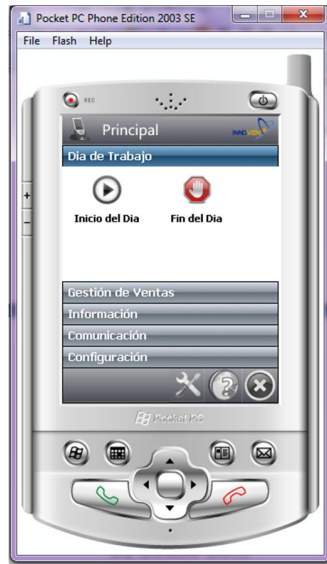 Pocket PC Phone Edition 2003 SE
File Flash Help
REC
Principal
INNOVEN
Dia de Trabajo
+
Inicio del Dia Fin del Dia
-
Gestión de Ventas
Información
Comunicación
Configuración
?
Pocket PC